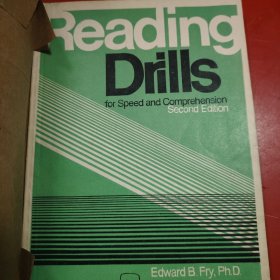 Reading
Drills
for Speed and Comprehension
Second Edition
Edward B. Fry, Ph.D.